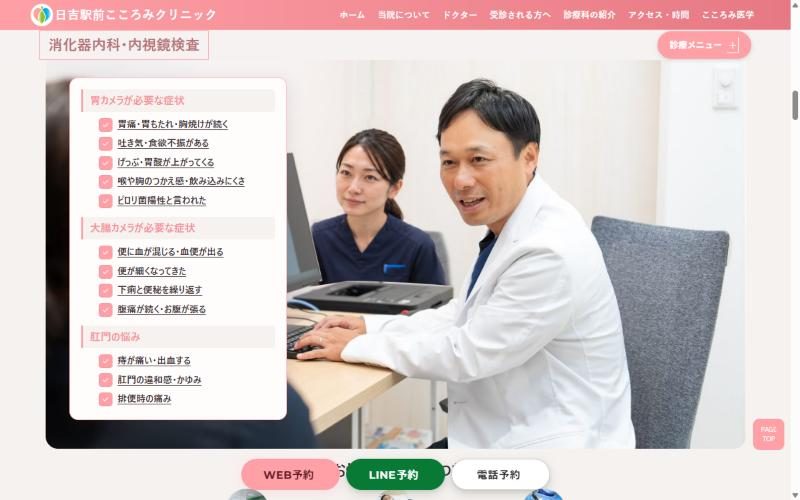 日吉駅前こころみクリニック
ホーム 当院について ドクター 受診される方へ 診療科の紹介 アクセス・時間 こころみ医学
消化器内科・内視鏡検査
診療メニュー
胃カメラが必要な症状
胃痛・胃もたれ・胸焼けが続く
吐き気・食欲不振がある
げっぷ・胃酸が上がってくる
喉や胸のつかえ感・飲み込みにくさ
ピロリ菌陽性と言われた
大腸カメラが必要な症状
便に血が混じる・血便が出る
便が細くなってきた
下痢と便秘を繰り返す
腹痛が続く・お腹が張る
肛門の悩み
痔が痛い・出血する
肛門の違和感・かゆみ
排便時の痛み
PAGE
TOP
WEB予約
LINE予約
電話予約